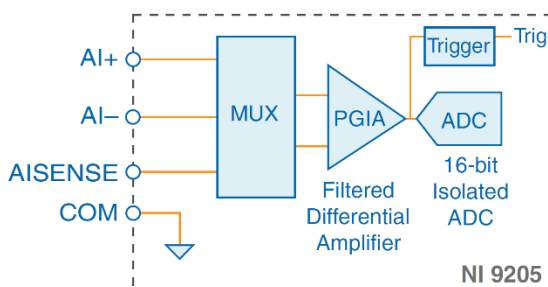 AI+
AI–
AISENSE
COM
MUX
PGIA
Filtered
Differential
Amplifier
Trigger
Trig
ADC
16-bit
Isolated
ADC
NI 9205